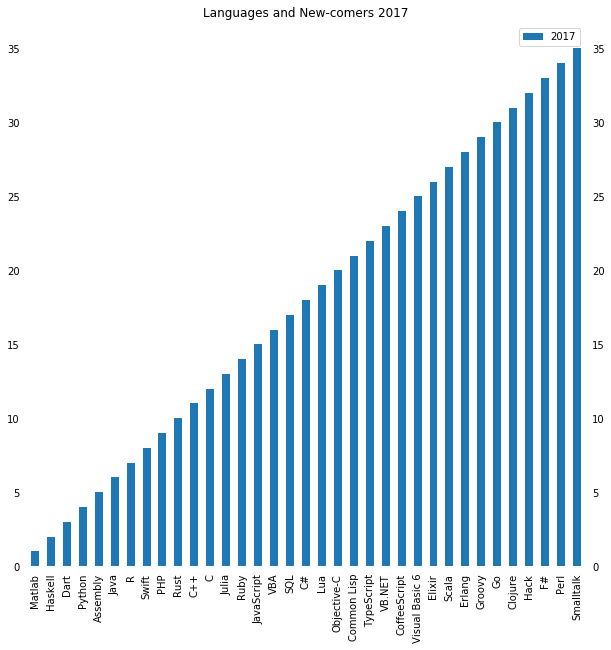 Languages and New-comers 2017
2017
35 35
30 30
25 25
20 20
15 15
10 10
5 5
0 0
Matlab
Haskell
Dart
Python
Assembly
Java
R
Swift
PHP
Rust
C++
C
Julia
Ruby
JavaScript
VBA
SQL
C#
Lua
Objective-C
Common Lisp
TypeScript
VB.NET
CoffeeScript
Visual Basic 6
Elixir
Scala
Erlang
Groovy
Go
Clojure
Hack
F#
Perl
Smalltalk